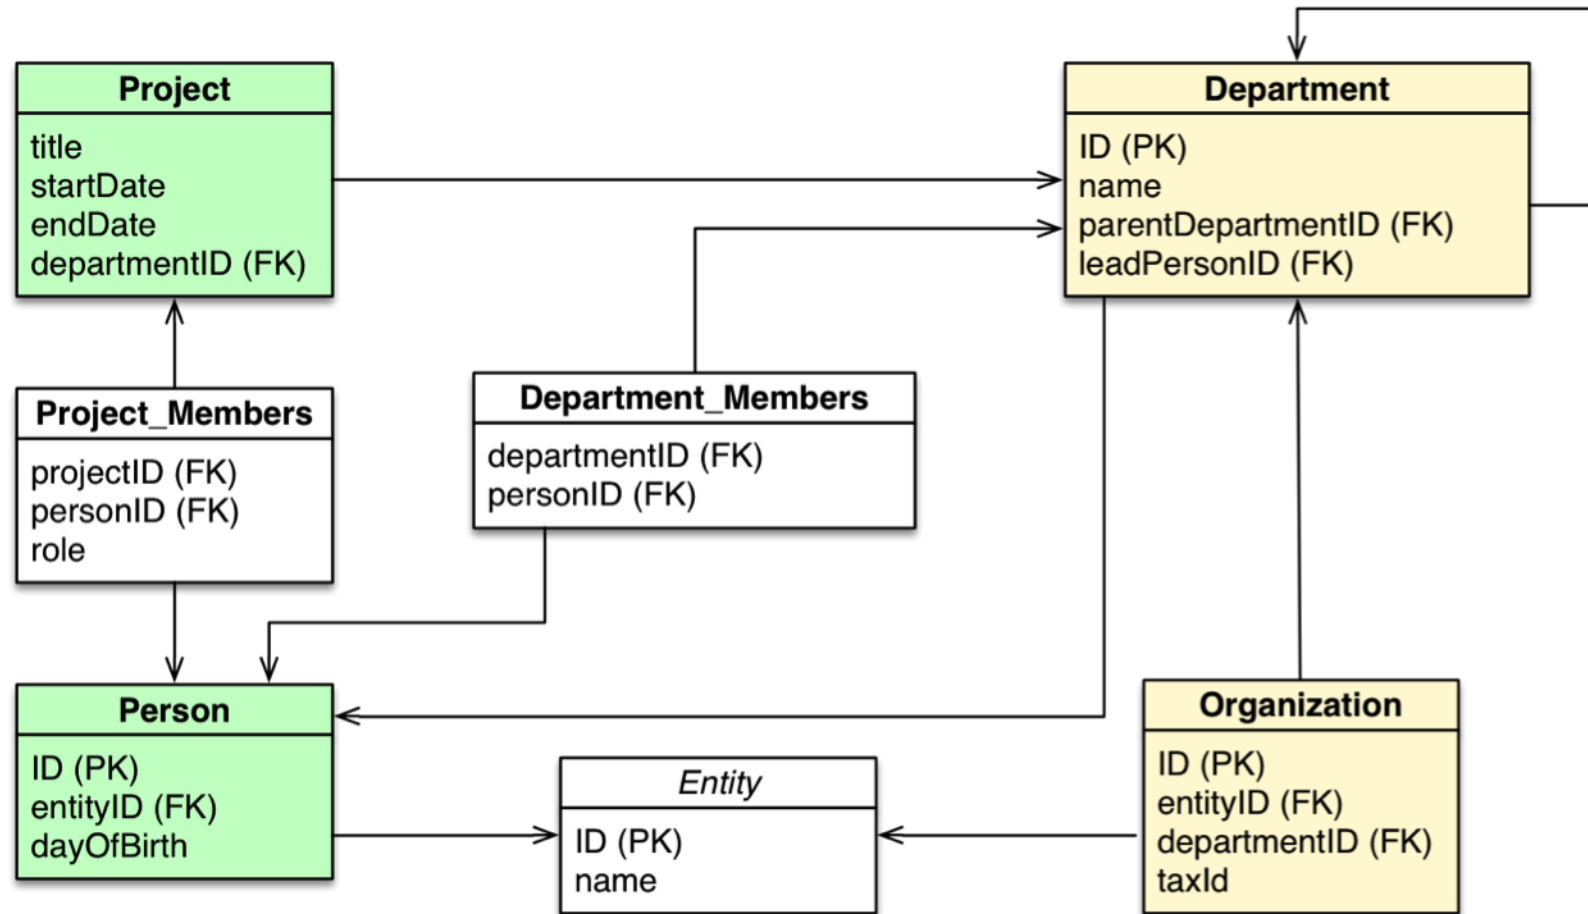 Project
title
startDate
endDate
departmentID (FK)
Department
ID (PK)
name
parentDepartmentID (FK)
leadPersonID (FK)
Project_Members
projectID (FK)
personID (FK)
role
Department_Members
departmentID (FK)
personID (FK)
Person
ID (PK)
entityID (FK)
dayOfBirth
Entity
ID (PK)
name
Organization
ID (PK)
entityID (FK)
departmentID (FK)
taxId